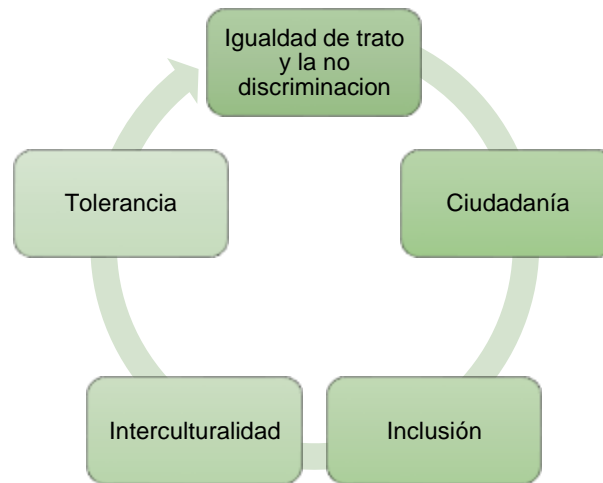 Igualdad de trato
y la no
discriminacion
Ciudadanía
Inclusión
Interculturalidad
Tolerancia